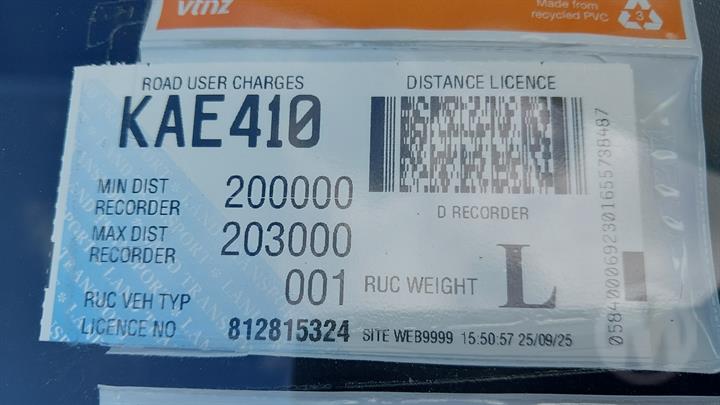 vtnz
Made from
recycled PVC
3
ROAD USER CHARGES
DISTANCE LICENCE
KAE410
MIN DIST
RECORDER 200000
D RECORDER
MAX DIST
RECORDER 203000
RUC VEH TYP 001
RUC WEIGHT L
LICENCE NO 812815324
SITE WEB9999 15:50:57 25/09/25